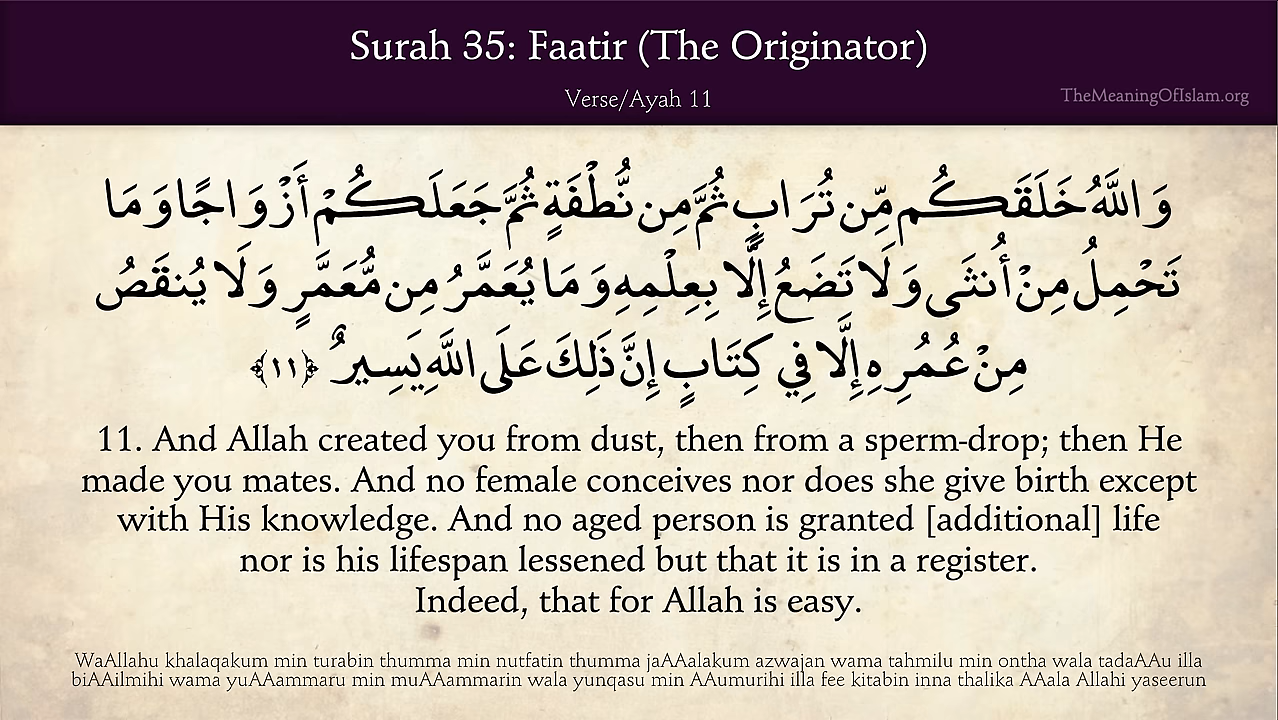 Surah 35: Faatir (The Originator)
Verse/Ayah 11
TheMeaningOfIslam.org
وَاللَّهُ خَلَقَكُم مِّن تُرَابٍ ثُمَّ مِن نُّطْفَةٍ ثُمَّ جَعَلَكُمْ أَزْوَاجًا وَمَا
تَحْمِلُ مِنْ أُنثَى وَلَا تَضَعُ إِلَّا بِعِلْمِهِ وَمَا يُعَمَّرُ مِن مُّعَمَّرٍ وَلَا يُنقَصُ
مِنْ عُمُرِهِ إِلَّا فِي كِتَابٍ إِنَّ ذَلِكَ عَلَى اللَّهِ يَسِيرٌ ﴿١١﴾
11. And Allah created you from dust, then from a sperm-drop; then He
made you mates. And no female conceives nor does she give birth except
with His knowledge. And no aged person is granted [additional] life
nor is his lifespan lessened but that it is in a register.
Indeed, that for Allah is easy.
WaAllahu khalaqakum min turabin thumma min nutfatin thumma jaAAalakum azwajan wama tahmilu min ontha wala tadaAAu illa
biAAilmihi wama yuAAammaru min muAAammarin wala yunqasu min AAumurihi illa fee kitabin inna thalika AAala Allahi yaseerun